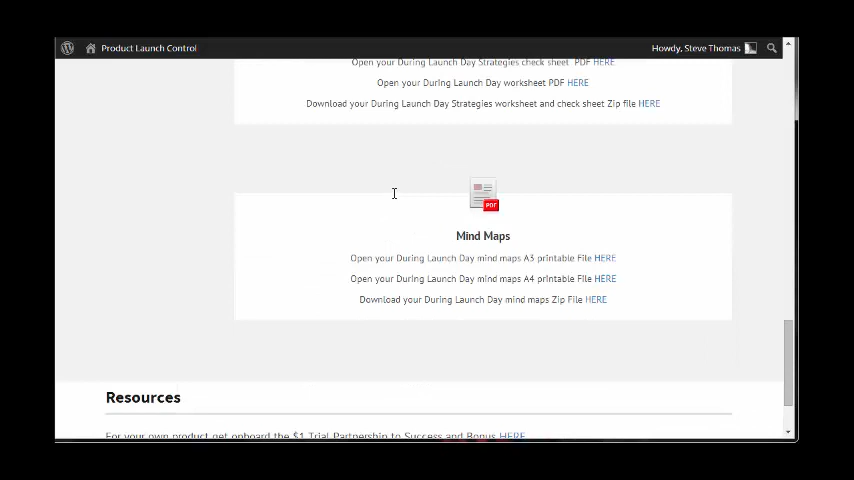 Product Launch Control
Howdy, Steve Thomas
Open your During Launch Day Strategies check sheet PDF HERE
Open your During Launch Day worksheet PDF HERE
Download your During Launch Day Strategies worksheet and check sheet Zip file HERE
PDF
Mind Maps
Open your During Launch Day mind maps A3 printable File HERE
Open your During Launch Day mind maps A4 printable File HERE
Download your During Launch Day mind maps Zip File HERE
Resources
For your own product get onboard the $1 Trial Partnership to Success and Bonus HERE